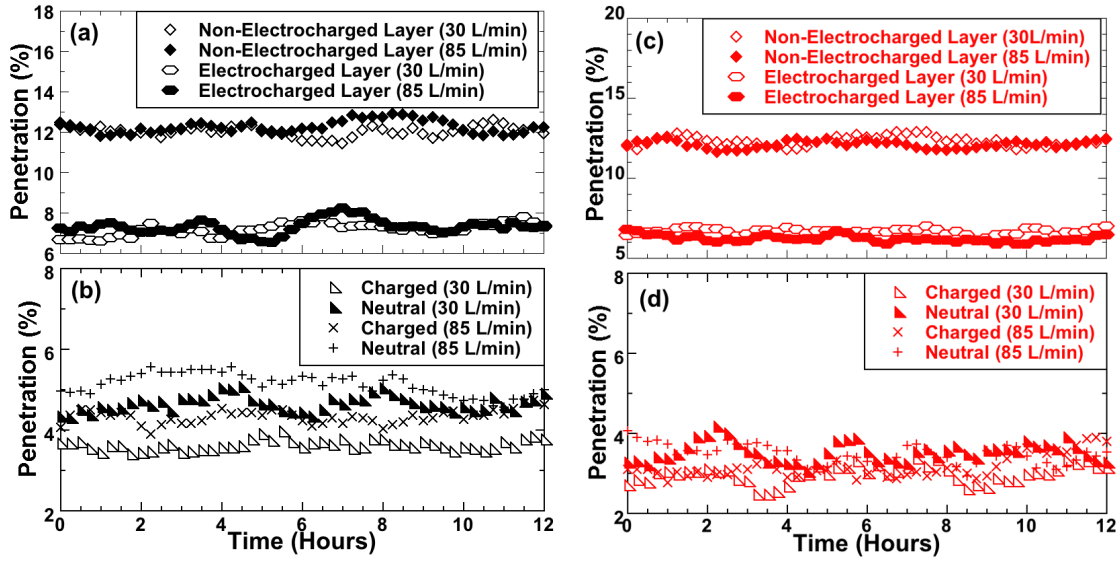 (a)
Non-Electrocharged Layer (30 L/min)
Non-Electrocharged Layer (85 L/min)
Electrocharged Layer (30 L/min)
Electrocharged Layer (85 L/min)
Penetration (%)
18
16
14
12
10
8
6
(b)
Charged (30 L/min)
Neutral (30 L/min)
Charged (85 L/min)
Neutral (85 L/min)
Penetration (%)
8
6
4
2
0 2 4 6 8 10 12
Time (Hours)
(c)
Non-Electrocharged Layer (30L/min)
Non-Electrocharged Layer (85 L/min)
Electrocharged Layer (30 L/min)
Electrocharged Layer (85 L/min)
Penetration (%)
20
15
10
5
(d)
Charged (30 L/min)
Neutral (30 L/min)
Charged (85 L/min)
Neutral (85 L/min)
Penetration (%)
8
6
4
2
0 2 4 6 8 10 12
Time (Hours)